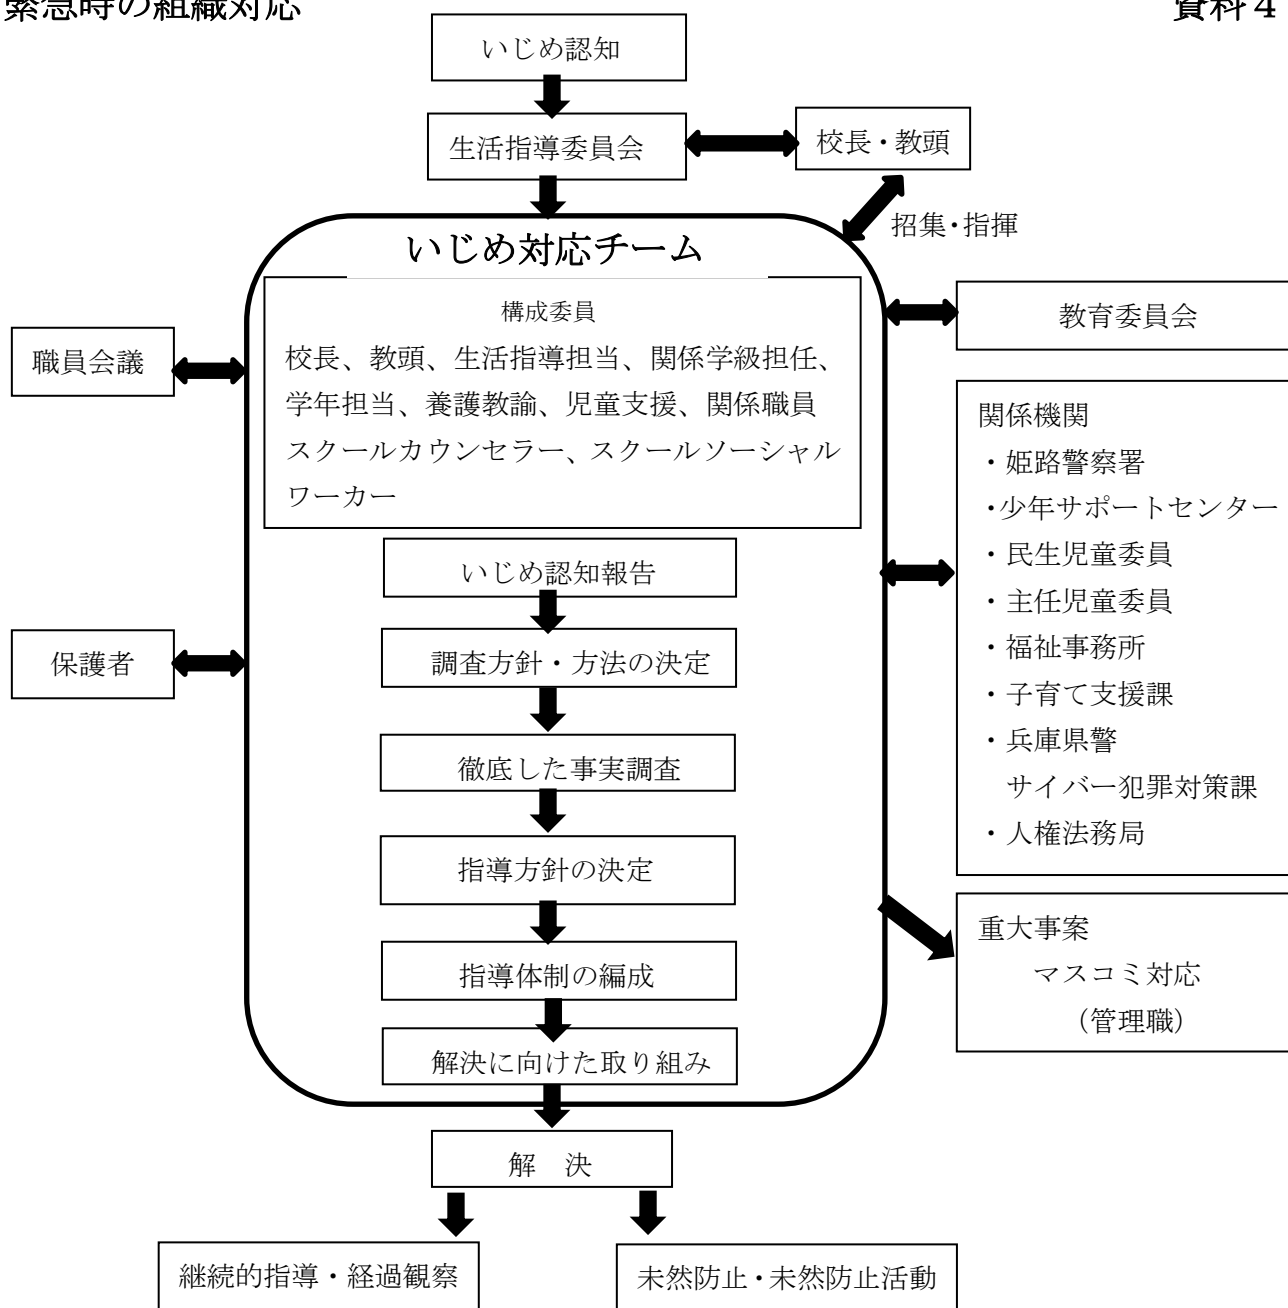 緊急時の組織対応
資料４
いじめ認知
生活指導委員会
校長・教頭
招集・指揮
いじめ対応チーム
構成委員
校長、教頭、生活指導担当、関係学級担任、
学年担当、養護教諭、児童支援、関係職員
スクールカウンセラー、スクールソーシャル
ワーカー
職員会議
保護者
教育委員会
関係機関
・姫路警察署
・少年サポートセンター
・民生児童委員
・主任児童委員
・福祉事務所
・子育て支援課
・兵庫県警
サイバー犯罪対策課
・人権法務局
重大事案
マスコミ対応
（管理職）
いじめ認知報告
調査方針・方法の決定
徹底した事実調査
指導方針の決定
指導体制の編成
解決に向けた取り組み
解　決
継続的指導・経過観察
未然防止・未然防止活動